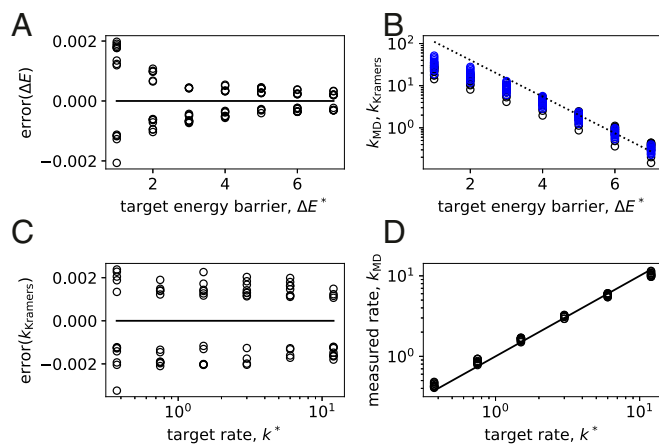 A
B
0.002
0.000
−0.002
error(ΔE)
2
4
6
target energy barrier, ΔE*
10²
10¹
10⁰
k_MD, k_Kramers
2
4
6
target energy barrier, ΔE*
C
D
0.002
0.000
−0.002
error(k_Kramers)
10⁰
10¹
target rate, k*
10¹
10⁰
measured rate, k_MD
10⁰
10¹
target rate, k*